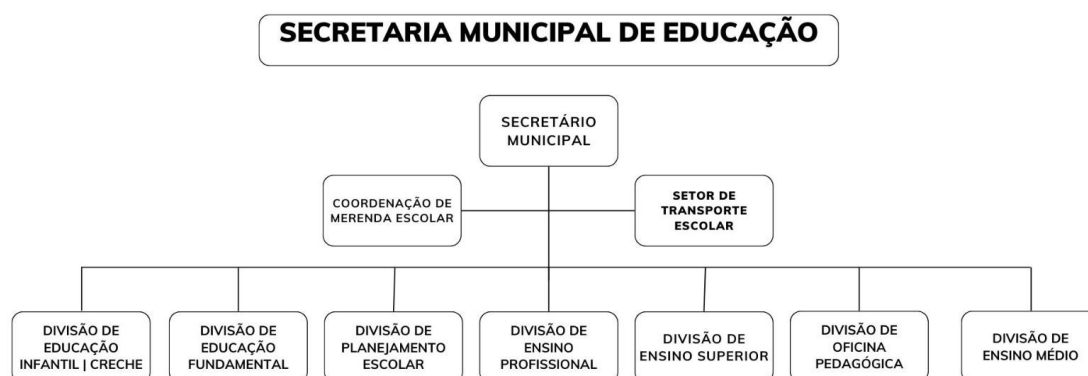 SECRETARIA MUNICIPAL DE EDUCAÇÃO
SECRETÁRIO
MUNICIPAL
COORDENAÇÃO DE
MERENDA ESCOLAR
SETOR DE
TRANSPORTE
ESCOLAR
DIVISÃO DE
EDUCAÇÃO
INFANTIL | CRECHE
DIVISÃO DE
EDUCAÇÃO
FUNDAMENTAL
DIVISÃO DE
PLANEJAMENTO
ESCOLAR
DIVISÃO DE
ENSINO
PROFISSIONAL
DIVISÃO DE
ENSINO SUPERIOR
DIVISÃO DE
OFICINA
PEDAGÓGICA
DIVISÃO DE
ENSINO MÉDIO